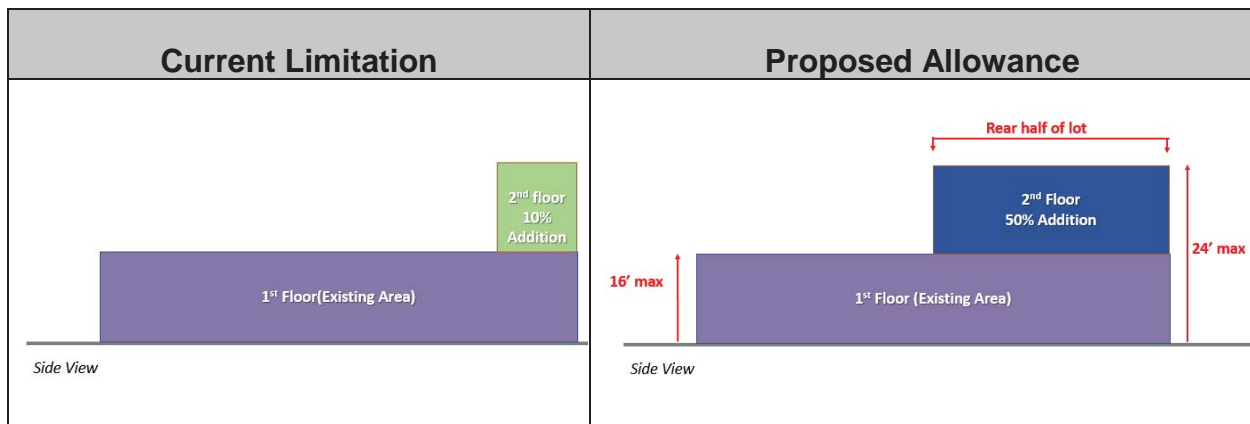 Current Limitation
2nd floor
10%
Addition
1st Floor(Existing Area)
Side View
Proposed Allowance
Rear half of lot
2nd Floor
50% Addition
24’ max
16’ max
1st Floor (Existing Area)
Side View